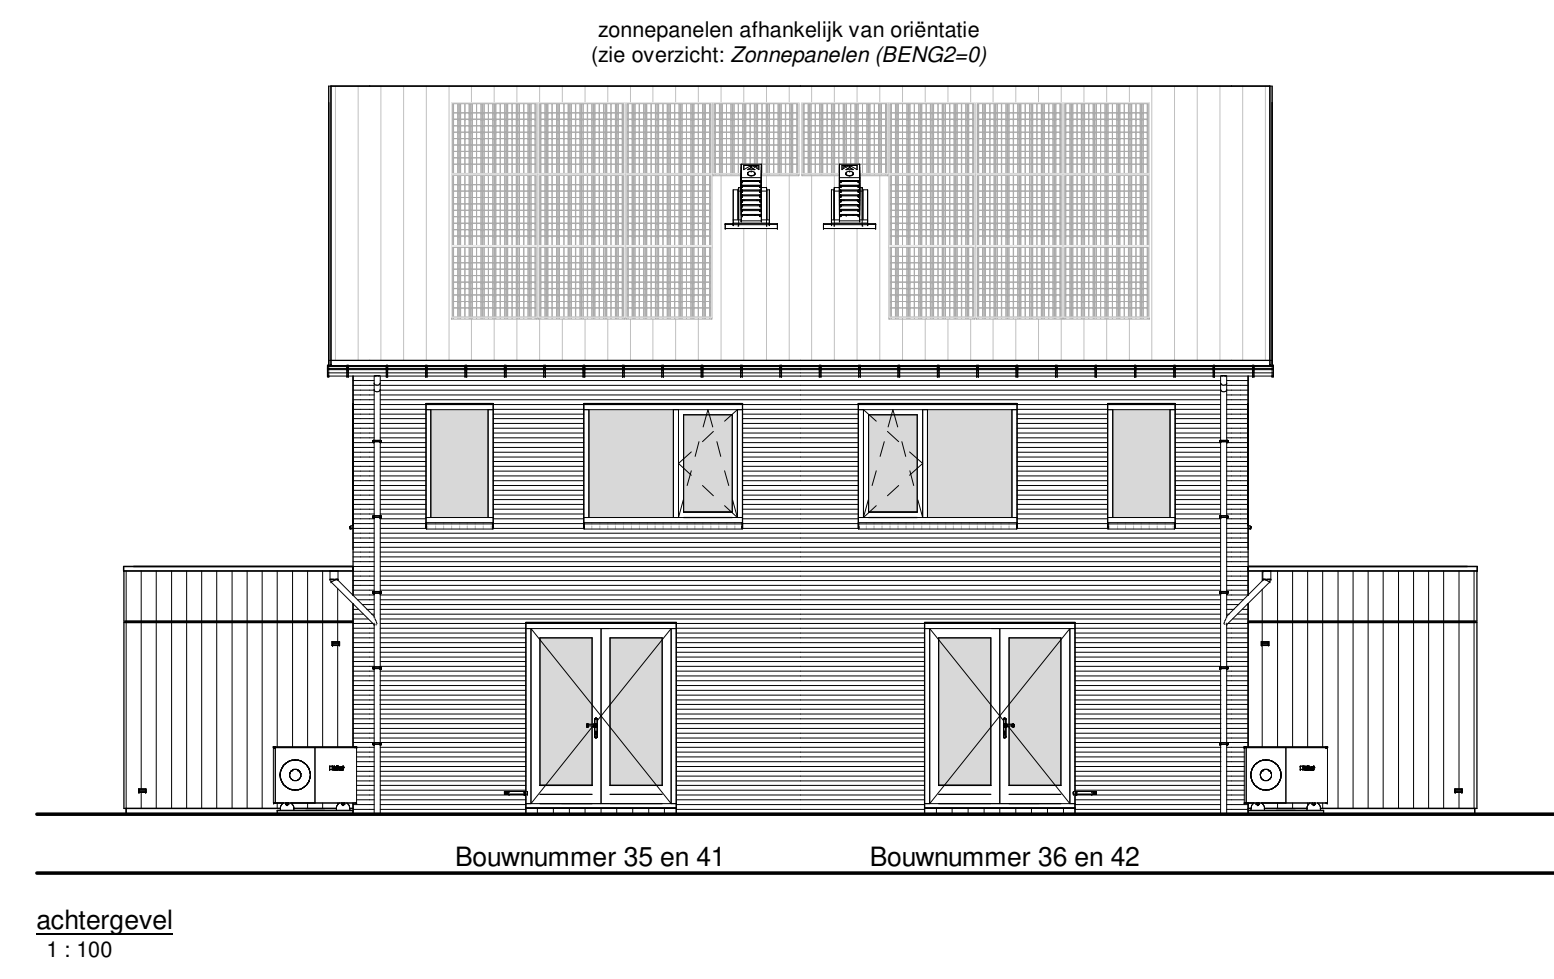 zonnepanelen afhankelijk van oriëntatie
(zie overzicht: Zonnepanelen (BENG2=0)
Bouwnummer 35 en 41
Bouwnummer 36 en 42
achtergevel
1 : 100